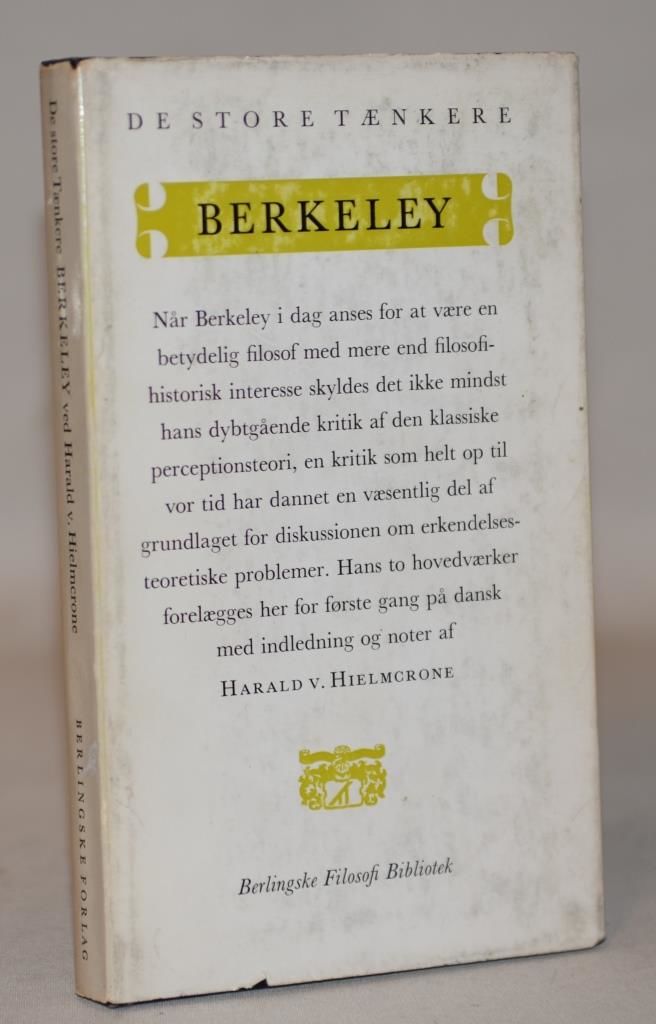 DE STORE TÆNKERE
BERKELEY
Når Berkeley i dag anses for at være en
betydelig filosof med mere end filosofi-
historisk interesse skyldes det ikke mindst
hans dybtgående kritik af den klassiske
perceptionsteori, en kritik som helt op til
vor tid har dannet en væsentlig del af
grundlaget for diskussionen om erkendelses-
teoretiske problemer. Hans to hovedværker
forelægges her for første gang på dansk
med indledning og noter af
HARALD V. HIELMCRONE
Berlingske Filosofi Bibliotek
De store Tænkere BERKELEY ved Harald v. Hielmcrone
BERLINGSKE FORLAG